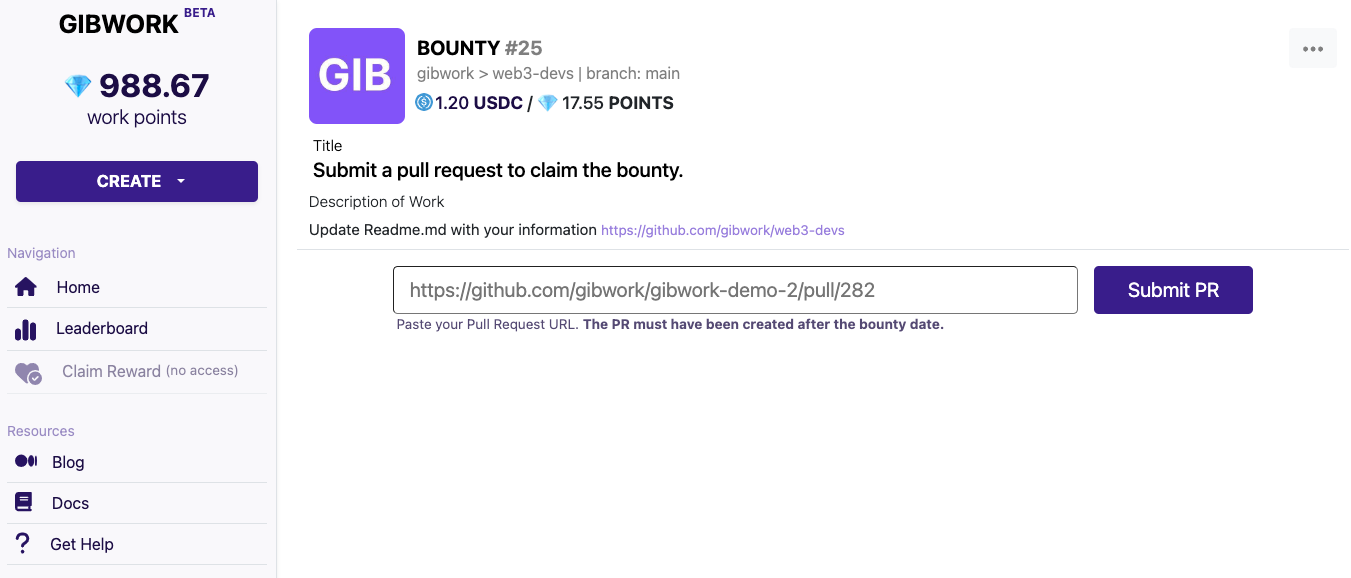 GIBWORK BETA
988.67
work points
CREATE
Navigation
Home
Leaderboard
Claim Reward (no access)
Resources
Blog
Docs
Get Help
GIB
BOUNTY #25
gibwork > web3-devs | branch: main
1.20 USDC / 17.55 POINTS
Title
Submit a pull request to claim the bounty.
Description of Work
Update Readme.md with your information https://github.com/gibwork/web3-devs
https://github.com/gibwork/gibwork-demo-2/pull/282
Submit PR
Paste your Pull Request URL. The PR must have been created after the bounty date.